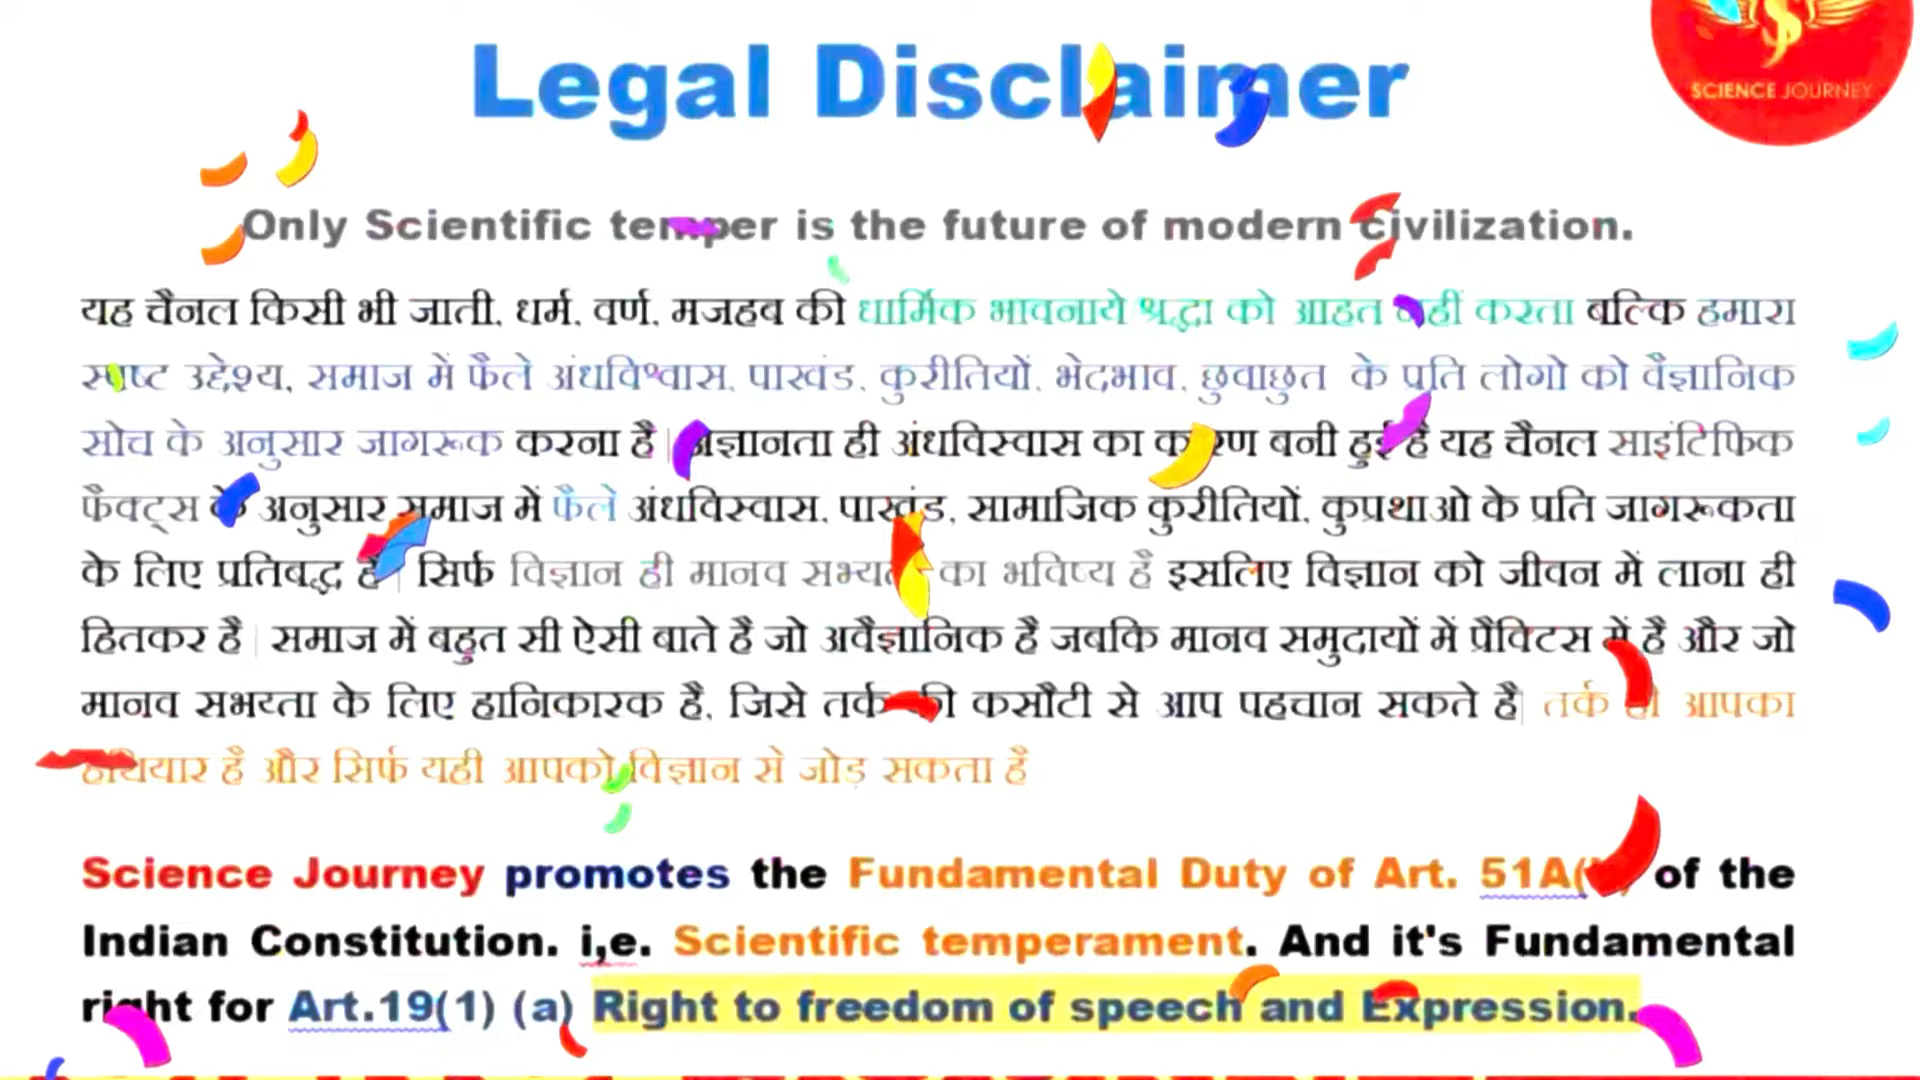 SCIENCE JOURNEY
Legal Disclaimer
Only Scientific temper is the future of modern civilization.
यह चैनल किसी भी जाती, धर्म, वर्ण, मजहब की धार्मिक भावनाये श्रद्धा को आहत नहीं करता बल्कि हमारा
स्पष्ट उद्देश्य, समाज में फैले अंधविश्वास, पाखंड, कुरीतियों, भेदभाव, छुवाछुत के प्रति लोगो को वैज्ञानिक
सोच के अनुसार जागरूक करना है | अज्ञानता ही अंधविस्वास का कारण बनी हुई है यह चैनल साइंटिफिक
फैक्ट्स के अनुसार समाज में फैले अंधविस्वास, पाखंड, सामाजिक कुरीतियों, कुप्रथाओ के प्रति जागरूकता
के लिए प्रतिबद्ध है | सिर्फ विज्ञान ही मानव सभ्यता का भविष्य है इसलिए विज्ञान को जीवन में लाना ही
हितकर है | समाज में बहुत सी ऐसी बाते है जो अवैज्ञानिक है जबकि मानव समुदायों में प्रैक्टिस में है और जो
मानव सभय्ता के लिए हानिकारक है, जिसे तर्क की कसौटी से आप पहचान सकते है| तर्क ही आपका
हथियार है और सिर्फ यही आपको विज्ञान से जोड़ सकता है
Science Journey promotes the Fundamental Duty of Art. of the
Indian Constitution. i,e. Scientific temperament. And it's Fundamental
right for Art.19(1) (a) Right to freedom of speech and Expression.